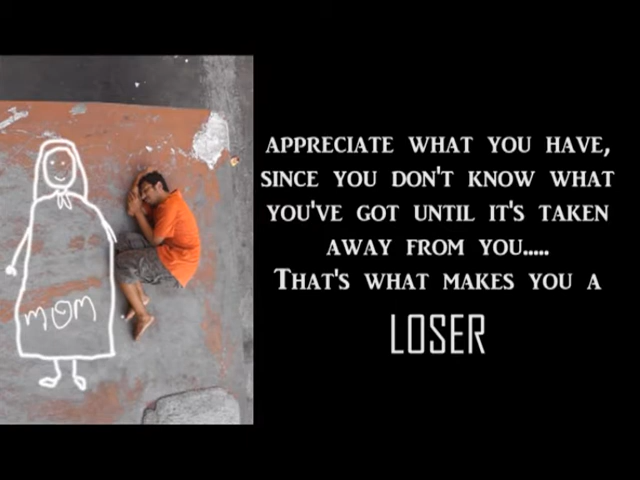 MOM
APPRECIATE WHAT YOU HAVE,
SINCE YOU DON'T KNOW WHAT
YOU'VE GOT UNTIL IT'S TAKEN
AWAY FROM YOU.....
THAT'S WHAT MAKES YOU A
LOSER